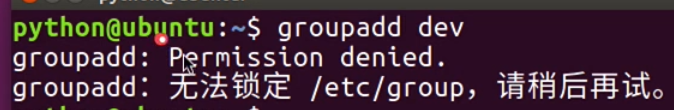 python@ubuntu:~$ groupadd dev
groupadd: Permission denied.
groupadd: 无法锁定 /etc/group，请稍后再试。